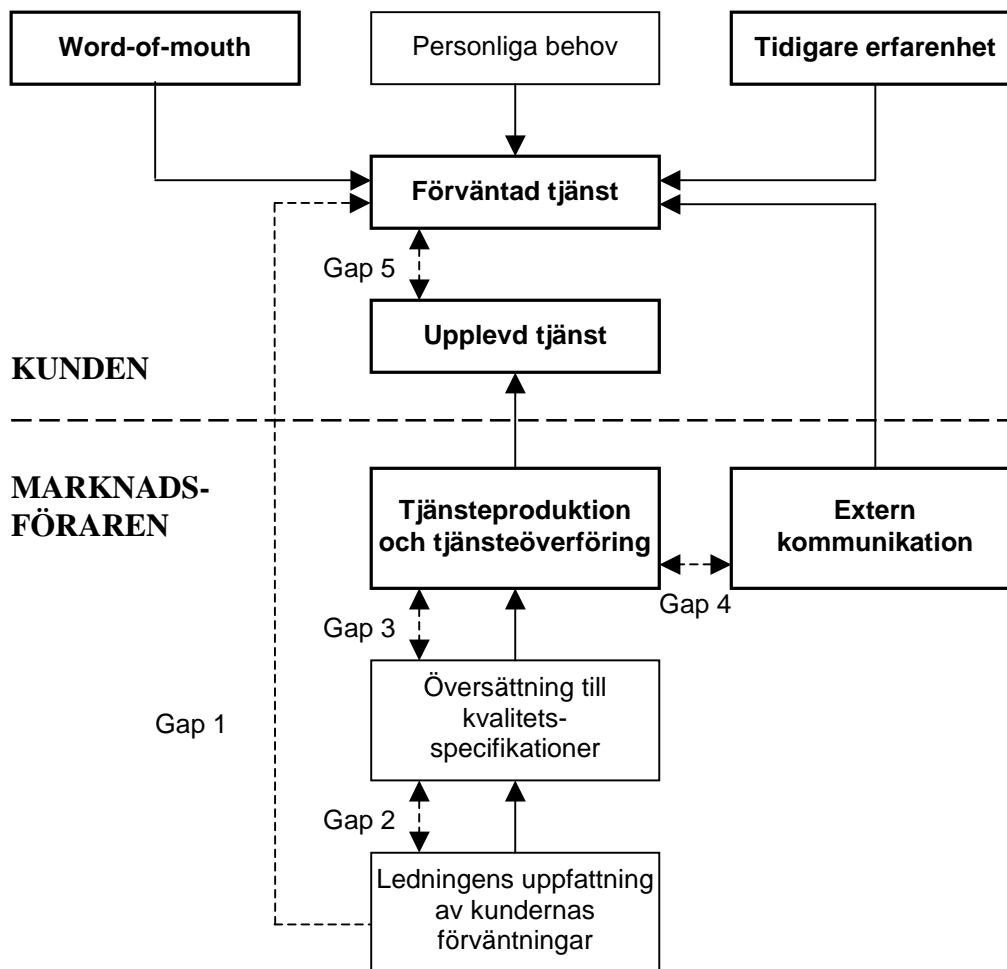 Word-of-mouth
Personliga behov
Tidigare erfarenhet
Förväntad tjänst
Gap 5
Upplevd tjänst
KUNDEN
MARKNADS-
FÖRAREN
Tjänsteproduktion
och tjänsteöverföring
Extern
kommunikation
Gap 4
Gap 3
Översättning till
kvalitets-
specifikationer
Gap 1
Gap 2
Ledningens uppfattning
av kundernas
förväntningar